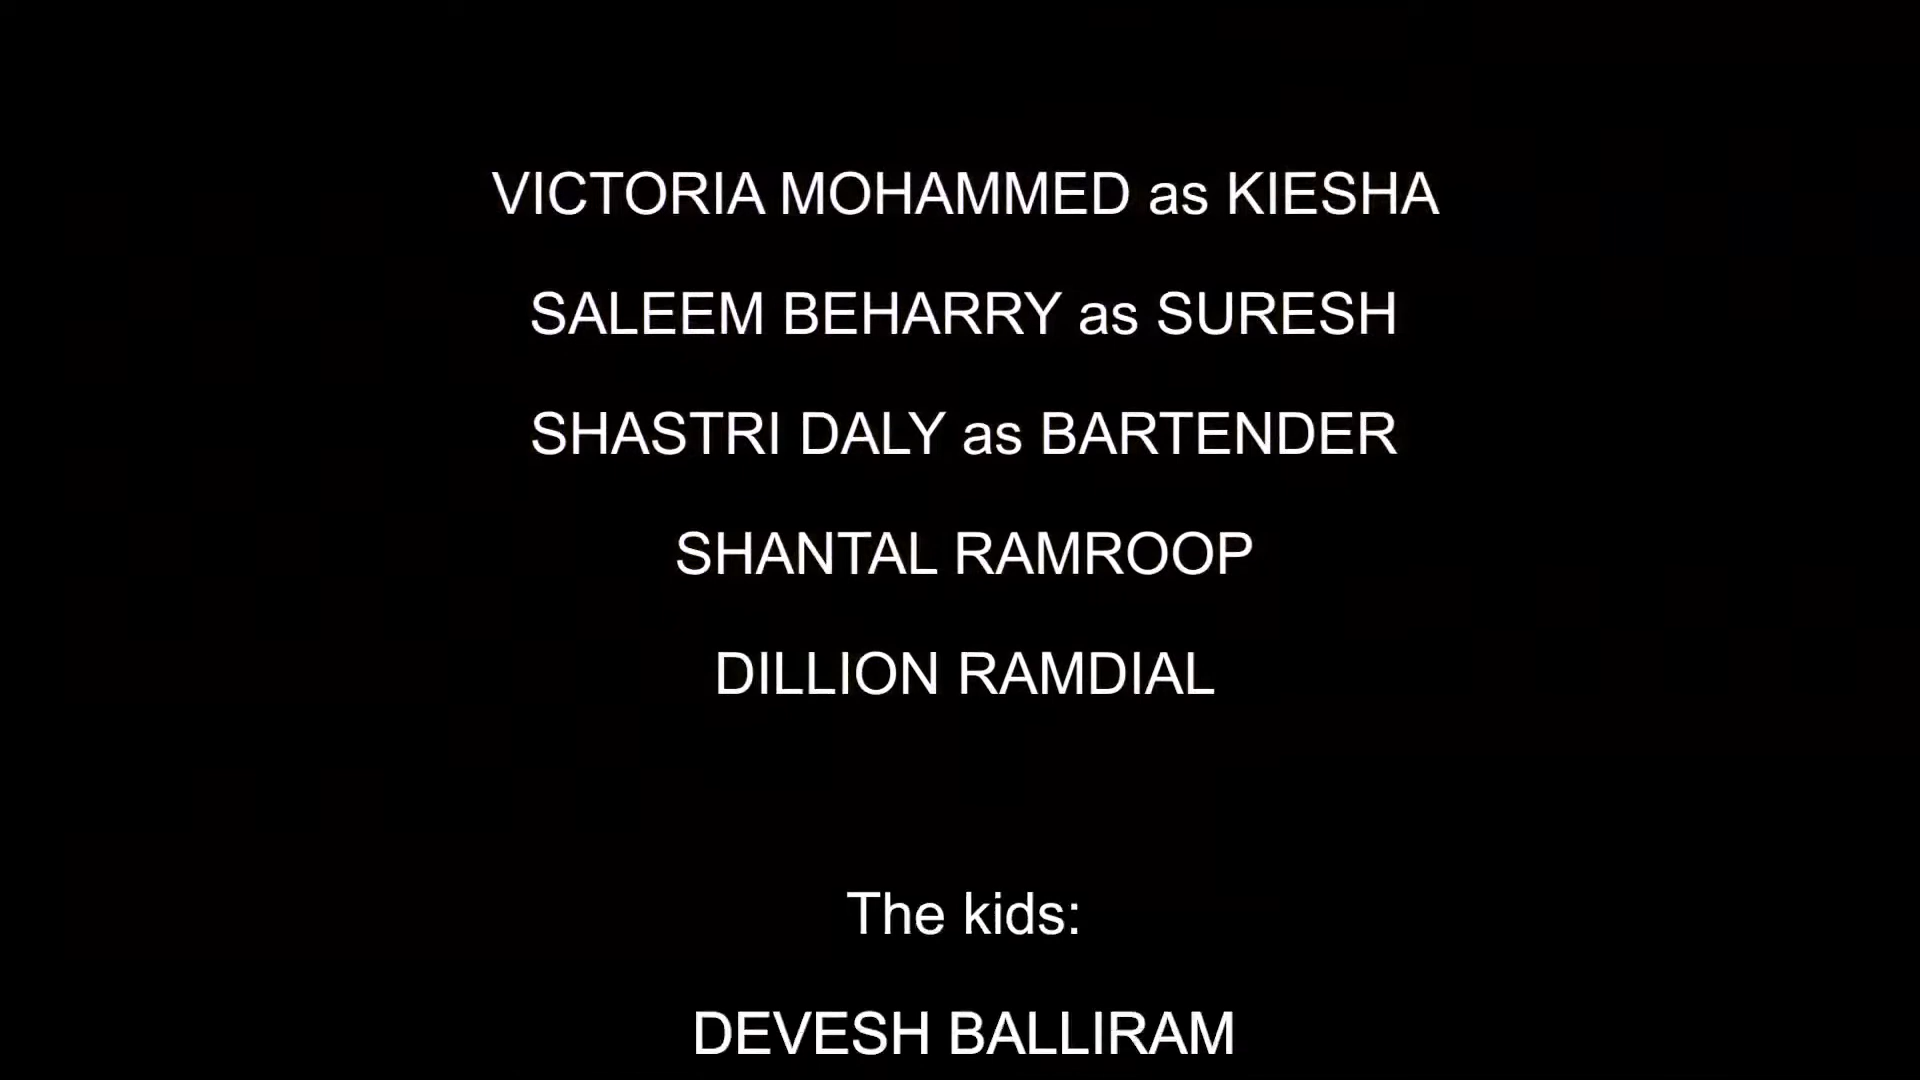 VICTORIA MOHAMMED as KIESHA
SALEEM BEHARRY as SURESH
SHASTRI DALY as BARTENDER
SHANTAL RAMROOP
DILLION RAMDIAL
The kids:
DEVESH BALLIRAM